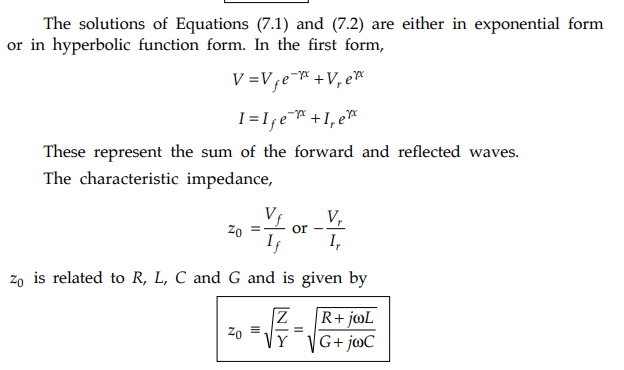 The solutions of Equations (7.1) and (7.2) are either in exponential form
or in hyperbolic function form. In the first form,
V = V_f e^{-γx} + V_r e^{γx}
I = I_f e^{-γx} + I_r e^{γx}
These represent the sum of the forward and reflected waves.
The characteristic impedance,
z_0 = V_f / I_f or - V_r / I_r
z_0 is related to R, L, C and G and is given by
z_0 ≡ √(Z/Y) = √((R + jωL)/(G + jωC))